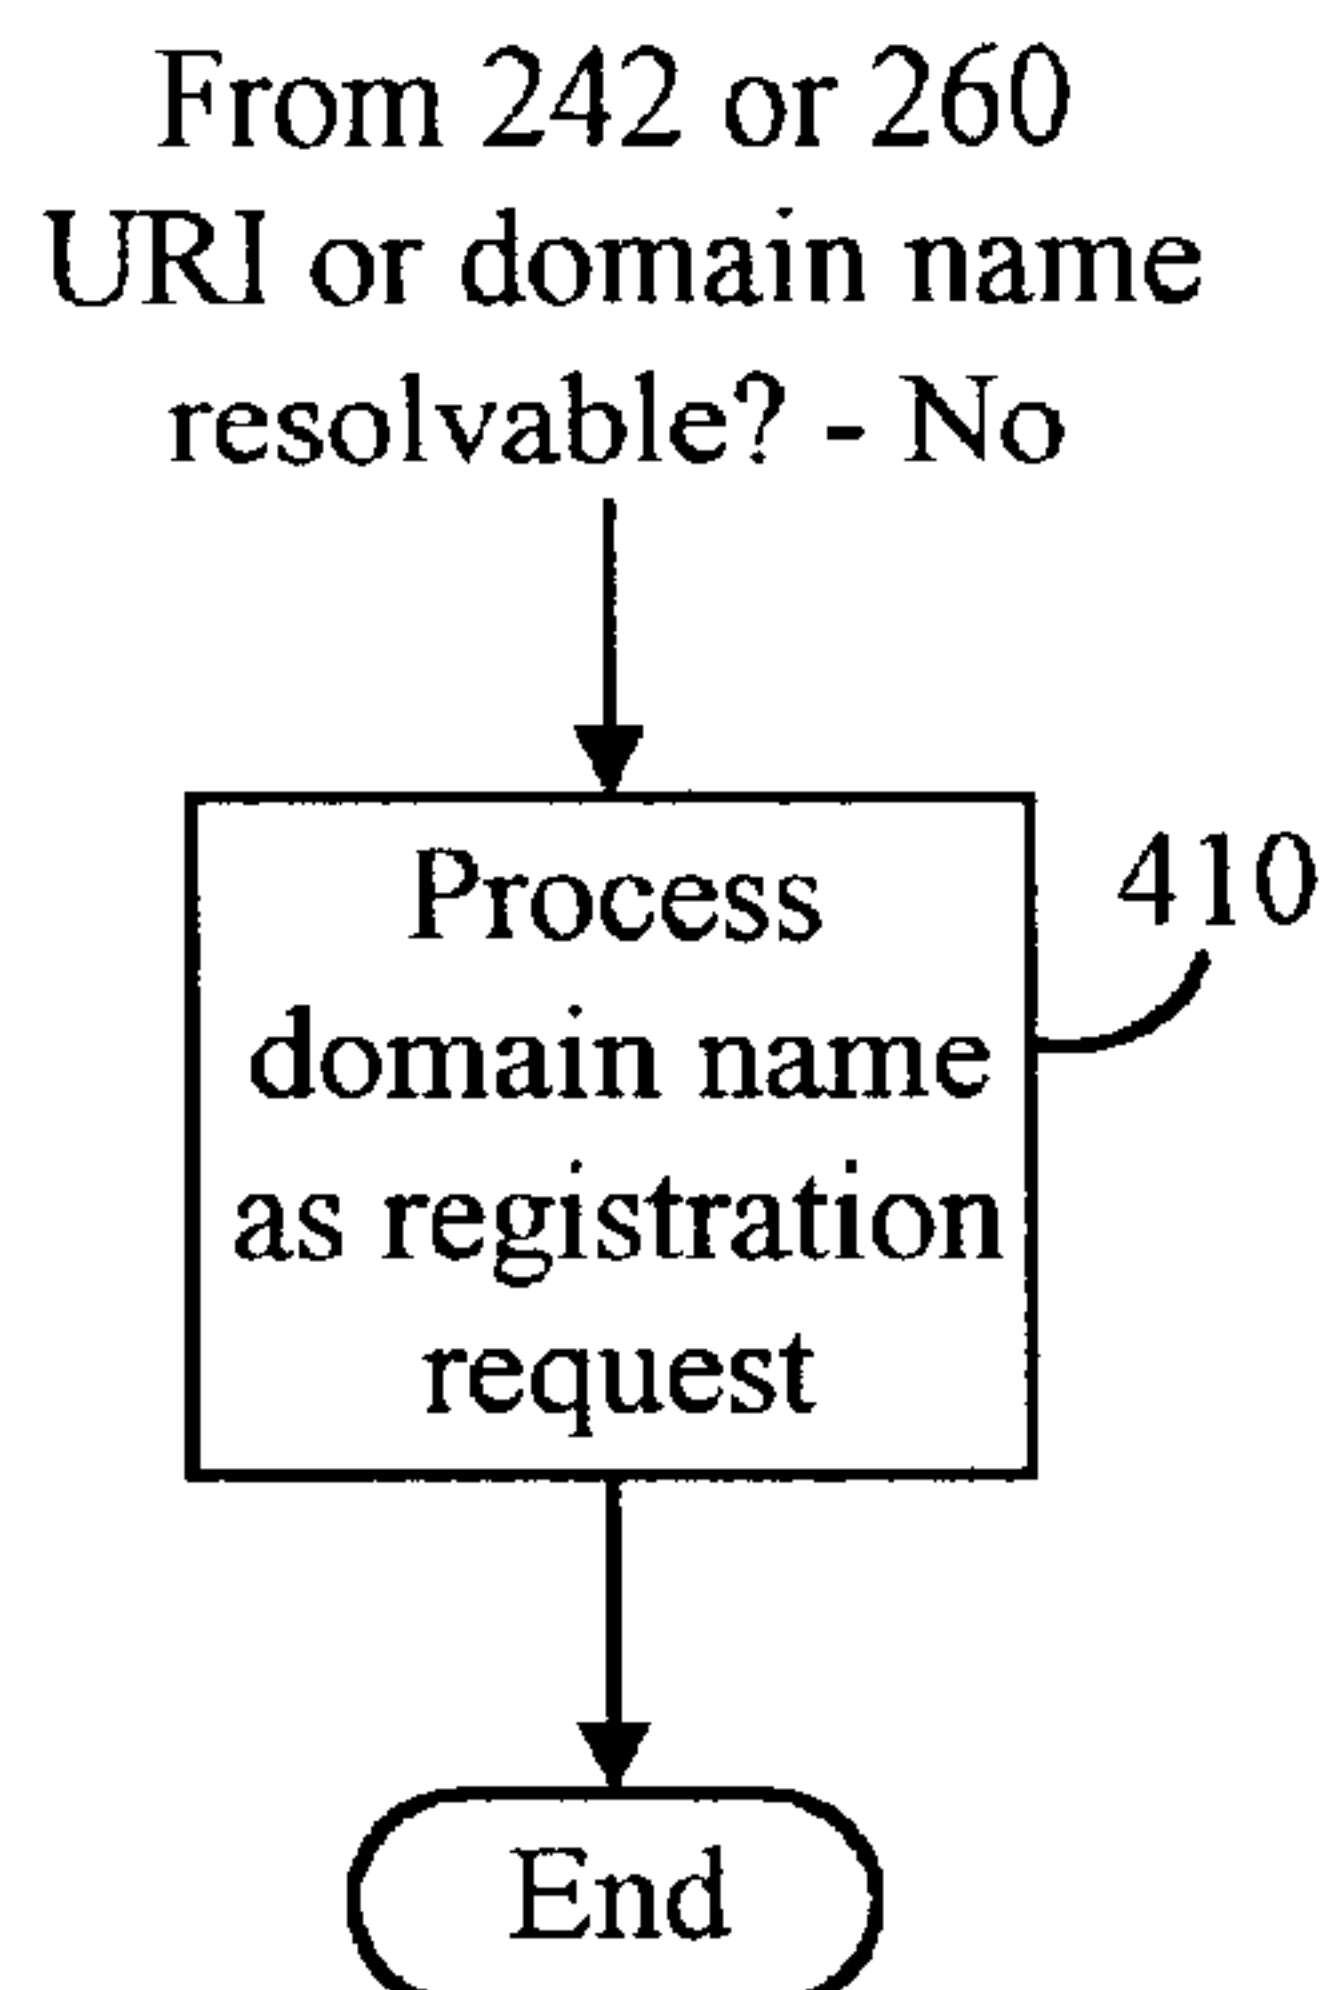 From 242 or 260
URI or domain name
resolvable? - No
Process
410
domain name
as registration
request
End